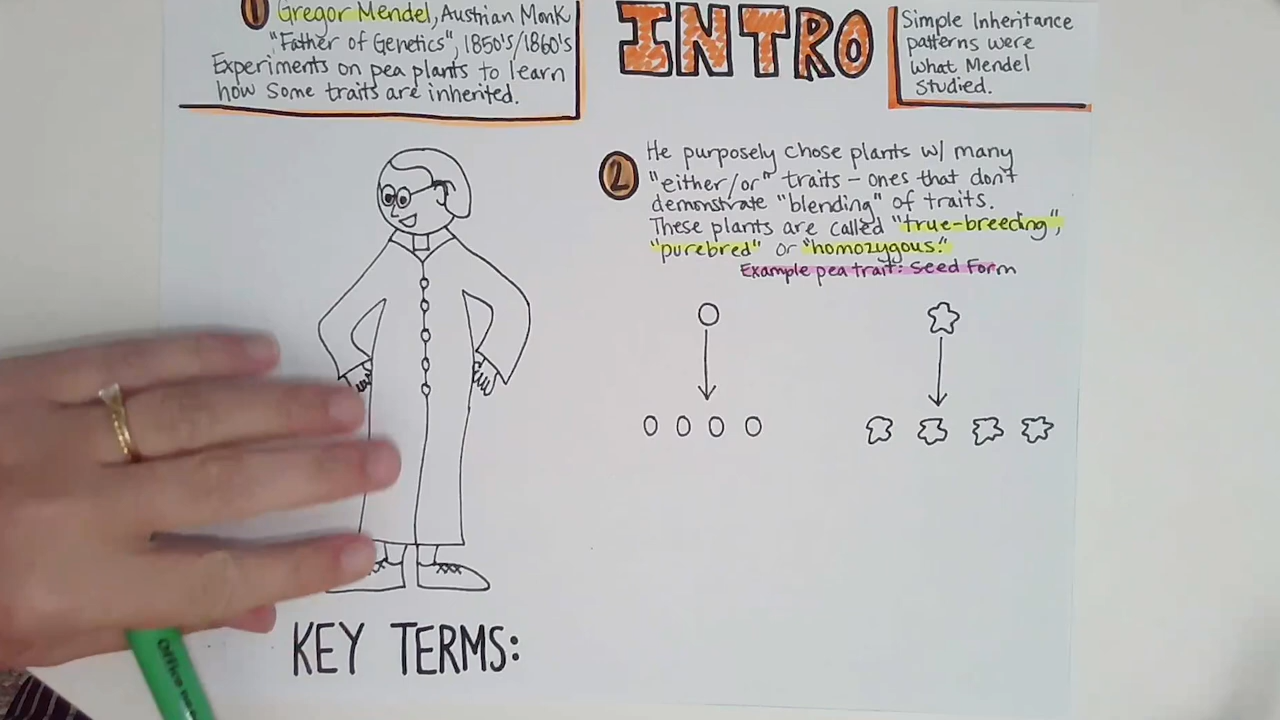 1
Gregor Mendel, Austrian Monk
"Father of Genetics", 1850's/1860's
Experiments on pea plants to learn
how some traits are inherited.
INTRO
Simple Inheritance
patterns were
what Mendel
studied.
2
He purposely chose plants w/ many
"either/or" traits – ones that don't
demonstrate "blending" of traits.
These plants are called "true-breeding",
"purebred" or "homozygous."
Example pea trait: Seed Form
KEY TERMS:
Office